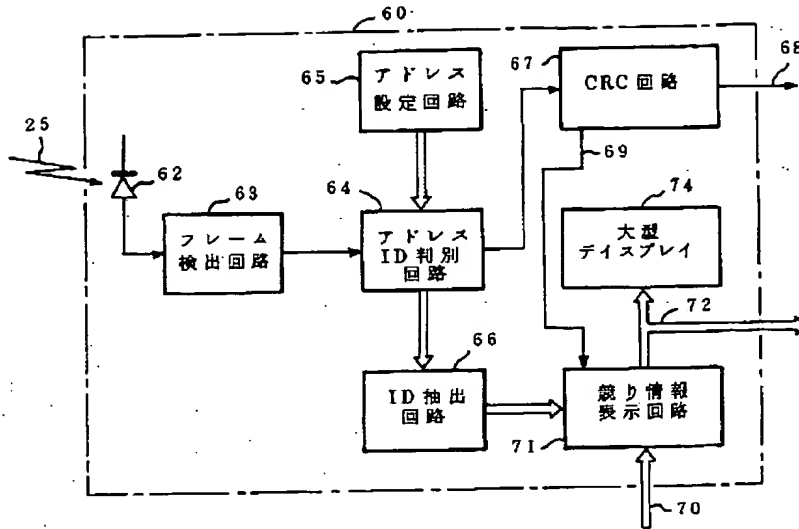 60
65
アドレス
設定回路
67
CRC回路
68
25
62
63
フレーム
検出回路
64
アドレス
ID判別
回路
69
74
大型
デイスプレイ
72
66
ID抽出
回路
競り情報
表示回路
71
70